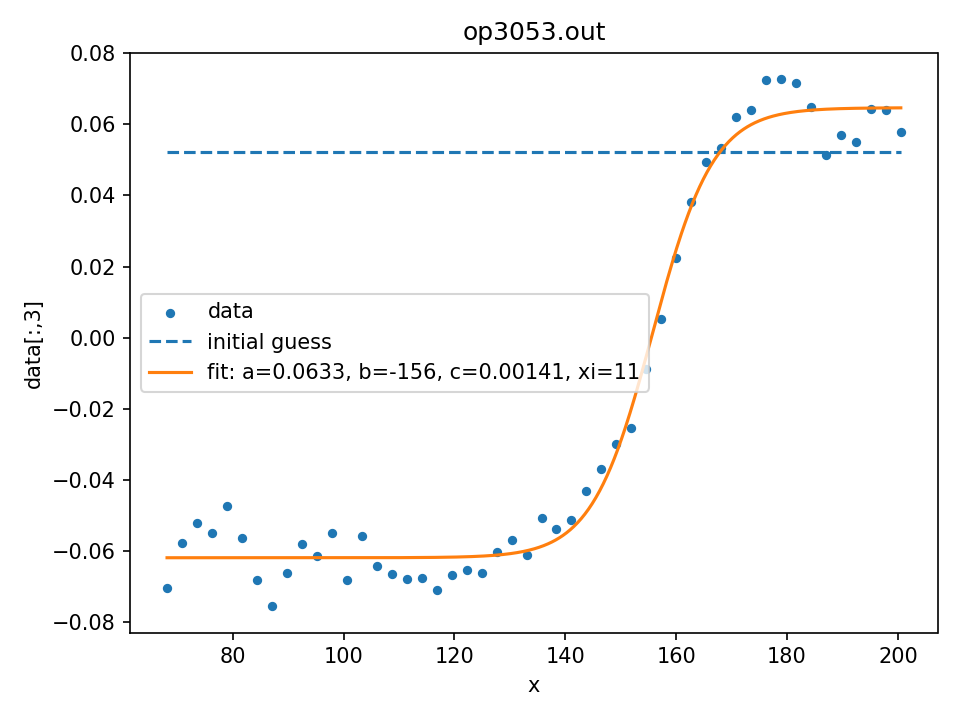 op3053.out
0.08
0.06
0.04
0.02
0.00
−0.02
−0.04
−0.06
−0.08
data[:,3]
data
initial guess
fit: a=0.0633, b=-156, c=0.00141, xi=11
80 100 120 140 160 180 200
x